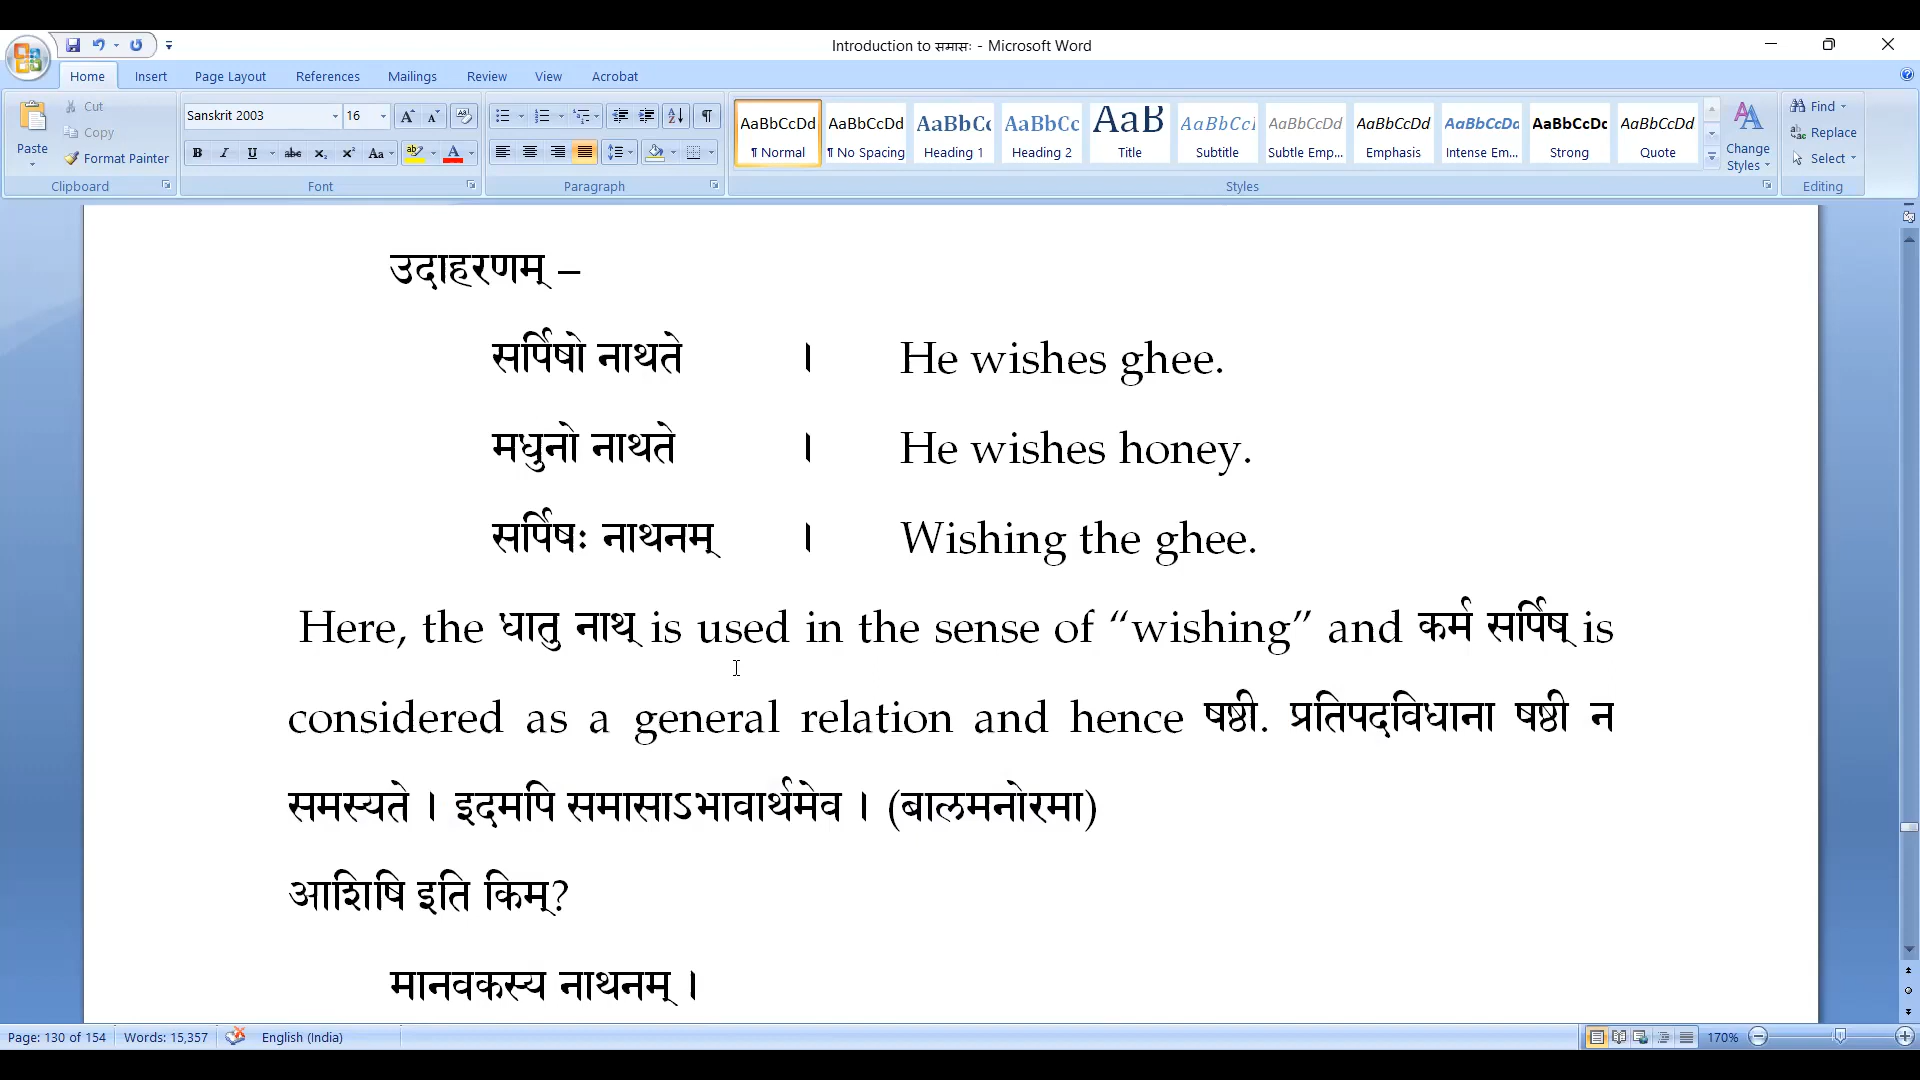 Introduction to समासः - Microsoft Word
Home Insert Page Layout References Mailings Review View Acrobat
Paste Cut Copy Format Painter Clipboard
Sanskrit 2003 16 Font
Paragraph
AaBbCcDd ¶ Normal AaBbCcDd ¶ No Spacing AaBbCc Heading 1 AaBbCc Heading 2 AaB Title AaBbCcl Subtitle AaBbCcDd Subtle Emp... AaBbCcDd Emphasis AaBbCcDd Intense Em... AaBbCcDc Strong AaBbCcDd Quote Change Styles Styles
Find Replace Select Editing
उदाहरणम् –
सर्पिषो नाथते । He wishes ghee.
मधुनो नाथते । He wishes honey.
सर्पिषः नाथनम् । Wishing the ghee.
Here, the धातु नाथ् is used in the sense of “wishing” and कर्म सर्पिष् is
considered as a general relation and hence षष्ठी. प्रतिपदविधाना षष्ठी न
समस्यते । इदमपि समासाऽभावार्थमेव । (बालमनोरमा)
आशिषि इति किम्?
मानवकस्य नाथनम् ।
Page: 130 of 154 Words: 15,357 English (India) 170%